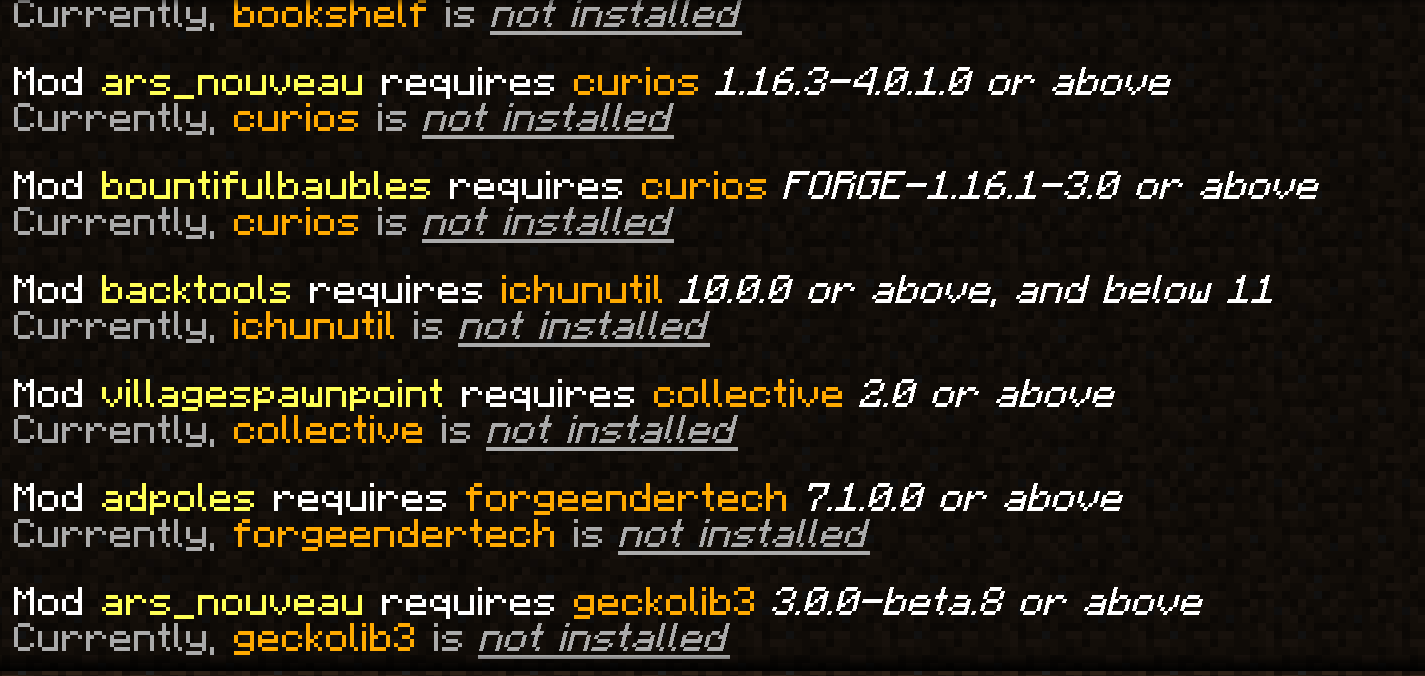 Currently, bookshelf is not installed
Mod ars_nouveau requires curios 1.16.3-4.0.1.0 or above
Currently, curios is not installed
Mod bountifulbaubles requires curios FORGE-1.16.1-3.0 or above
Currently, curios is not installed
Mod backtools requires ichunutil 10.0.0 or above, and below 11
Currently, ichunutil is not installed
Mod villagespawnpoint requires collective 2.0 or above
Currently, collective is not installed
Mod adpoles requires forgeendertech 7.1.0.0 or above
Currently, forgeendertech is not installed
Mod ars_nouveau requires geckolib3 3.0.0-beta.8 or above
Currently, geckolib3 is not installed